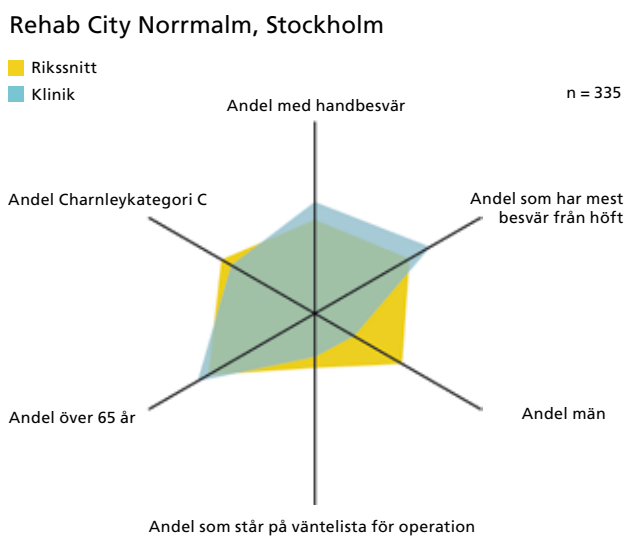 Rehab City Norrmalm, Stockholm
Rikssnitt
Klinik
n = 335
Andel med handbesvär
Andel Charnleykategori C
Andel som har mest
besvär från höft
Andel över 65 år
Andel män
Andel som står på väntelista för operation